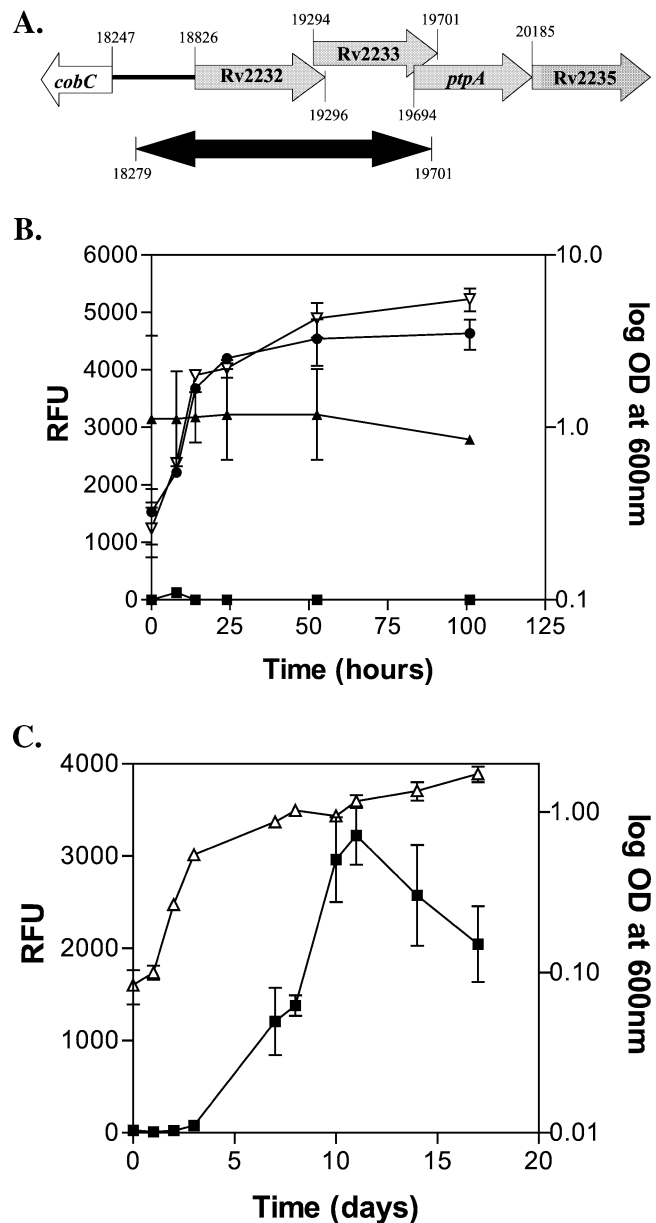 A.
18247 18826 19294 19701 20185
cobC Rv2232 Rv2233 ptpA Rv2235
19296 19694
18279 19701
B.
6000 10.0
5000
4000
3000 1.0
2000
1000
0 0.1
RFU
log OD at 600nm
0 25 50 75 100 125
Time (hours)
C.
4000
3000 1.00
2000
0.10
1000
0 0.01
RFU
log OD at 600nm
0 5 10 15 20
Time (days)